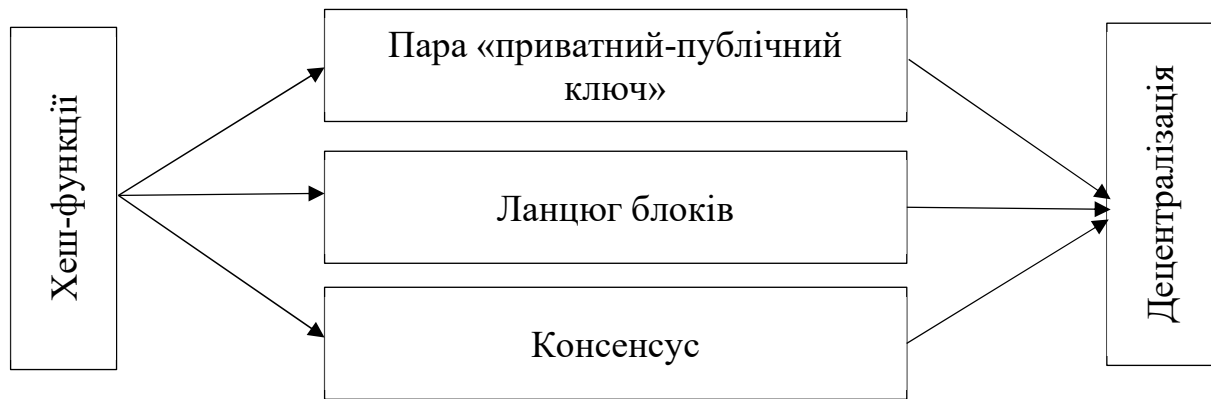 Хеш-функції
Пара «приватний-публічний
ключ»
Ланцюг блоків
Консенсус
Децентралізація